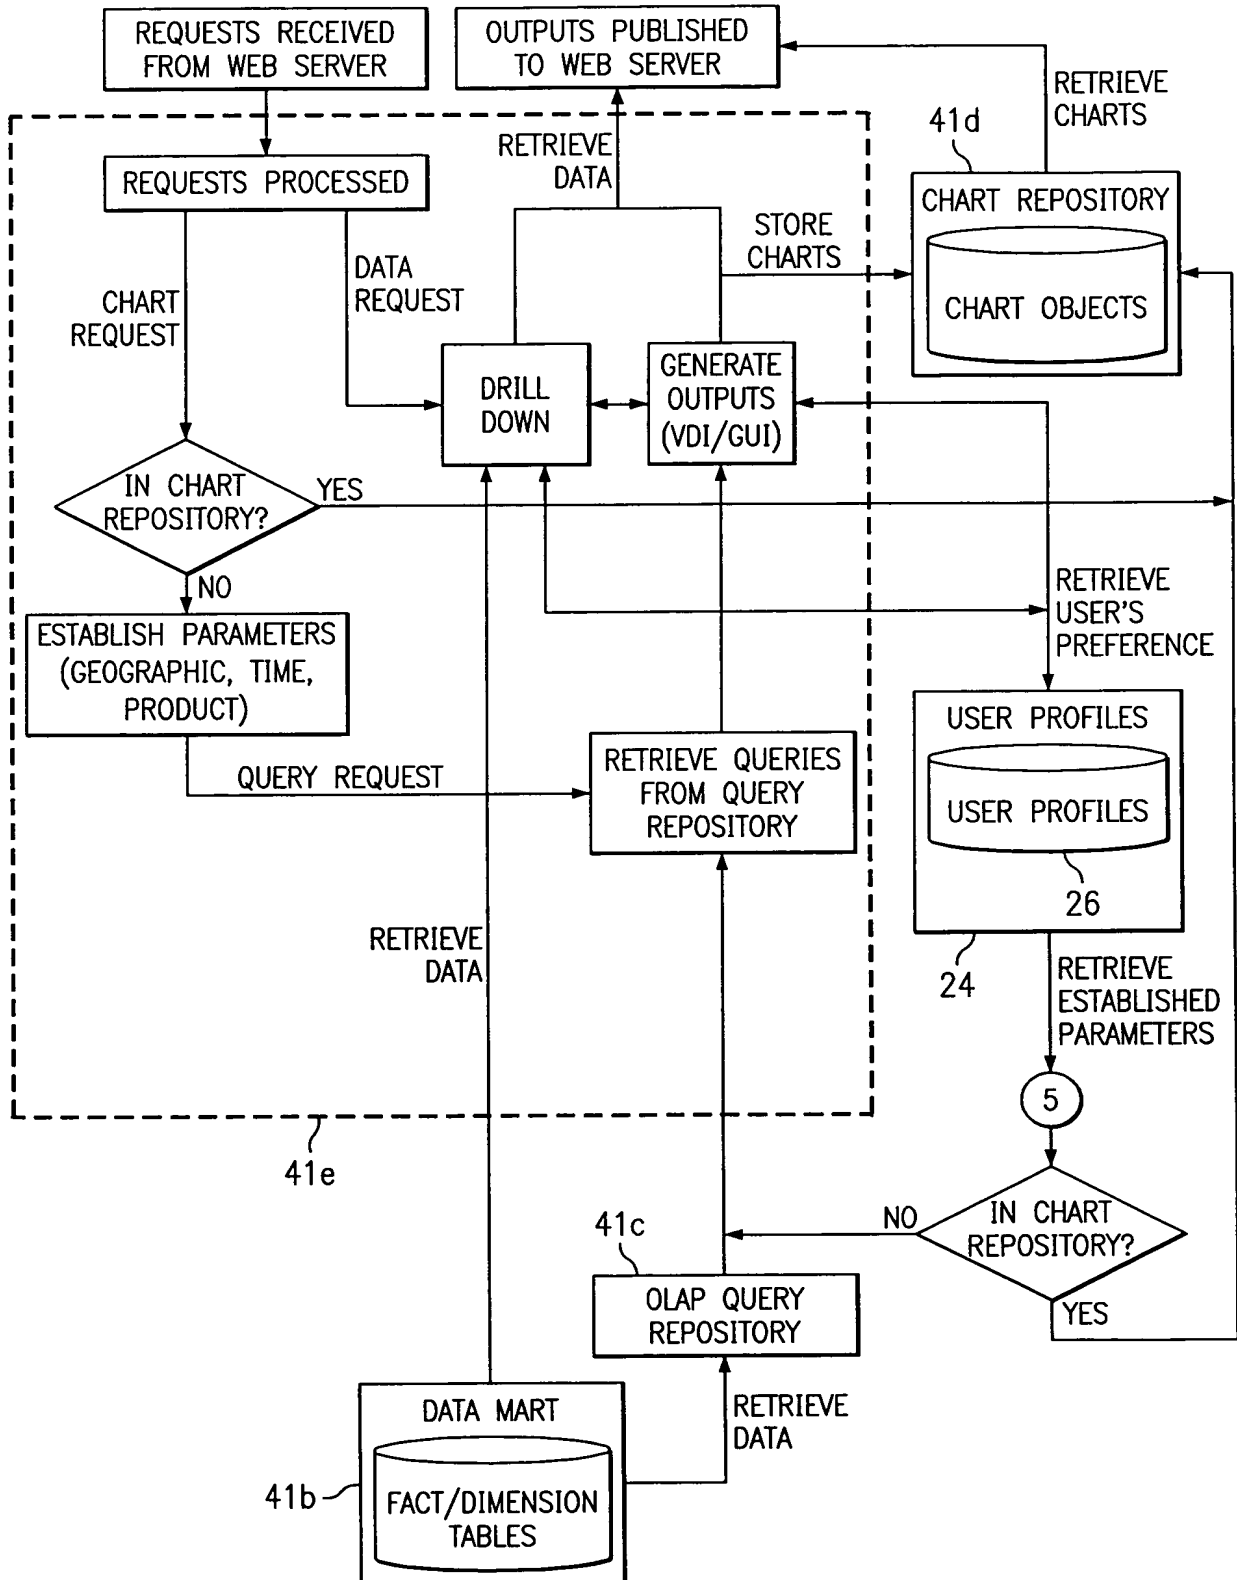 REQUESTS RECEIVED
FROM WEB SERVER
OUTPUTS PUBLISHED
TO WEB SERVER
RETRIEVE
CHARTS
41d
RETRIEVE
DATA
REQUESTS PROCESSED
CHART REPOSITORY
CHART OBJECTS
STORE
CHARTS
DATA
REQUEST
CHART
REQUEST
DRILL
DOWN
GENERATE
OUTPUTS
(VDI/GUI)
IN CHART
REPOSITORY?
YES
NO
RETRIEVE
USER'S
PREFERENCE
ESTABLISH PARAMETERS
(GEOGRAPHIC, TIME,
PRODUCT)
QUERY REQUEST
RETRIEVE QUERIES
FROM QUERY
REPOSITORY
USER PROFILES
USER PROFILES
26
24
RETRIEVE
DATA
RETRIEVE
ESTABLISHED
PARAMETERS
5
41e
IN CHART
REPOSITORY?
NO
YES
41c
OLAP QUERY
REPOSITORY
RETRIEVE
DATA
DATA MART
41b
FACT/DIMENSION
TABLES